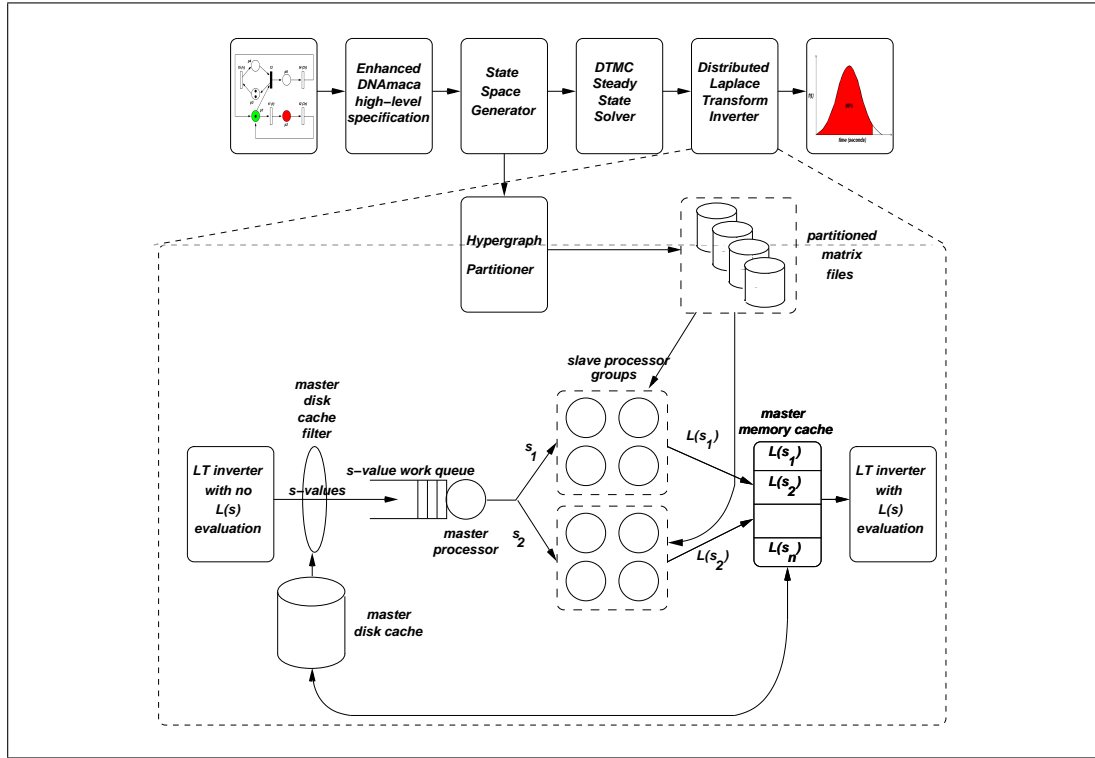 Enhanced
DNAmaca
high-level
specification
State
Space
Generator
DTMC
Steady
State
Solver
Distributed
Laplace
Transform
Inverter
f(t)
time (seconds)
Hypergraph
Partitioner
partitioned
matrix
files
slave processor
groups
master
disk
cache
filter
master
memory cache
LT inverter
with no
L(s)
evaluation
s-values
s-value work queue
master
processor
s1
s2
L(s1)
L(s2)
L(s1)
L(s2)
L(sn)
LT inverter
with
L(s)
evaluation
master
disk cache